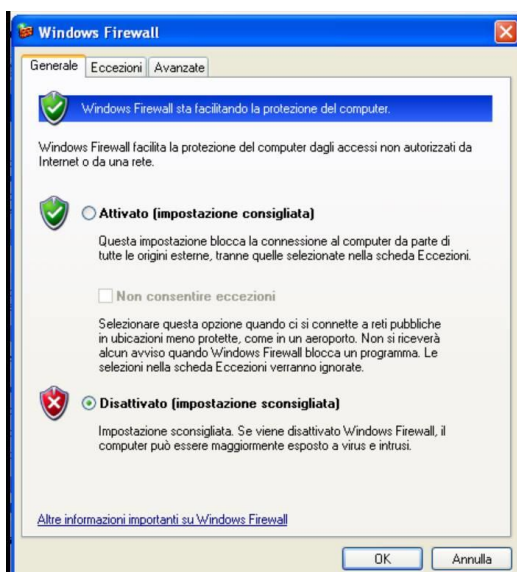 Windows Firewall
Generale Eccezioni Avanzate
Windows Firewall sta facilitando la protezione del computer.
Windows Firewall facilita la protezione del computer dagli accessi non autorizzati da
Internet o da una rete.
Attivato (impostazione consigliata)
Questa impostazione blocca la connessione al computer da parte di
tutte le origini esterne, tranne quelle selezionate nella scheda Eccezioni.
Non consentire eccezioni
Selezionare questa opzione quando ci si connette a reti pubbliche
in ubicazioni meno protette, come in un aeroporto. Non si riceverà
alcun avviso quando Windows Firewall blocca un programma. Le
selezioni nella scheda Eccezioni verranno ignorate.
Disattivato (impostazione sconsigliata)
Impostazione sconsigliata. Se viene disattivato Windows Firewall, il
computer può essere maggiormente esposto a virus e intrusi.
Altre informazioni importanti su Windows Firewall
OK Annulla